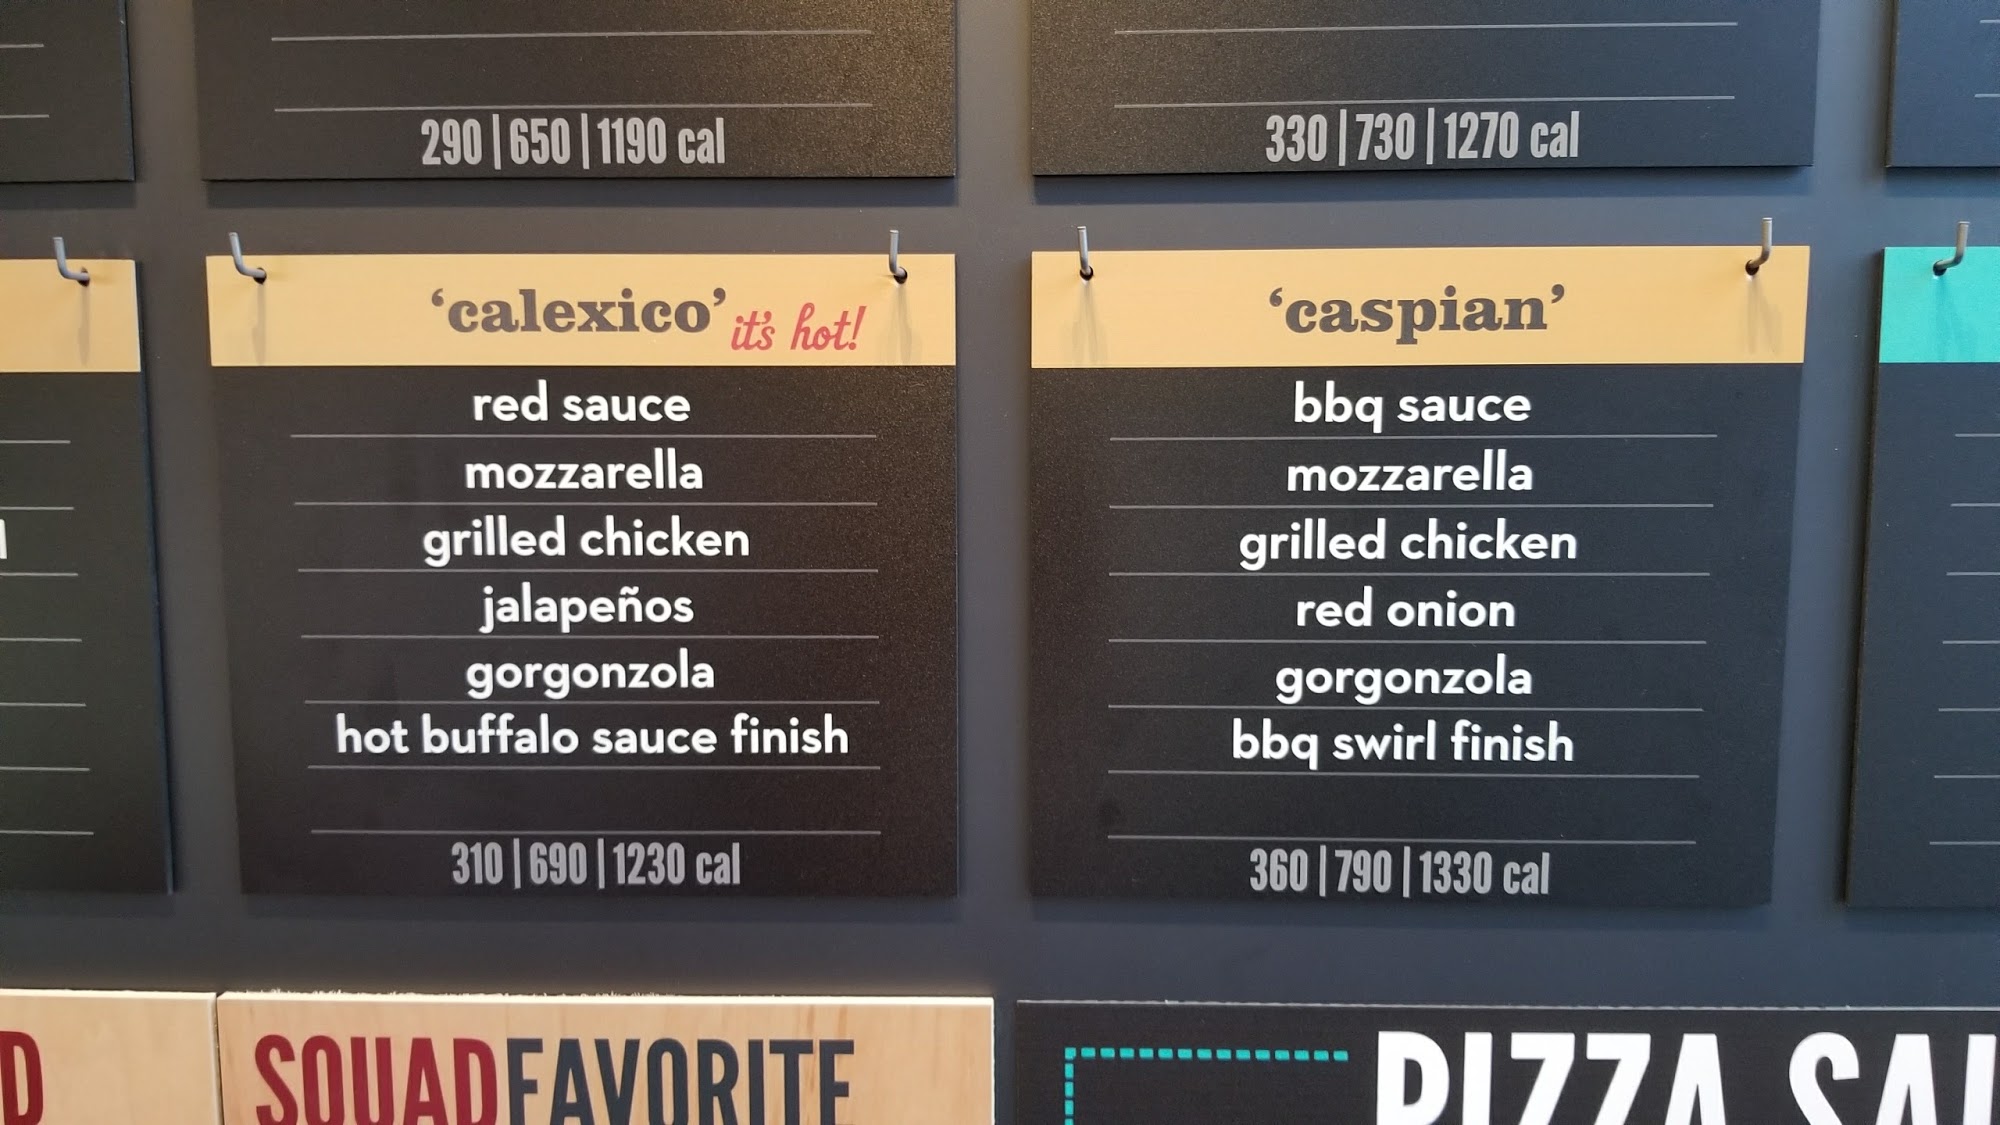 290 | 650 | 1190 cal
330 | 730 | 1270 cal
‘calexico’ it's hot!
red sauce
mozzarella
grilled chicken
jalapeños
gorgonzola
hot buffalo sauce finish
310 | 690 | 1230 cal
‘caspian’
bbq sauce
mozzarella
grilled chicken
red onion
gorgonzola
bbq swirl finish
360 | 790 | 1330 cal
SQUAD FAVORITE
PIZZA